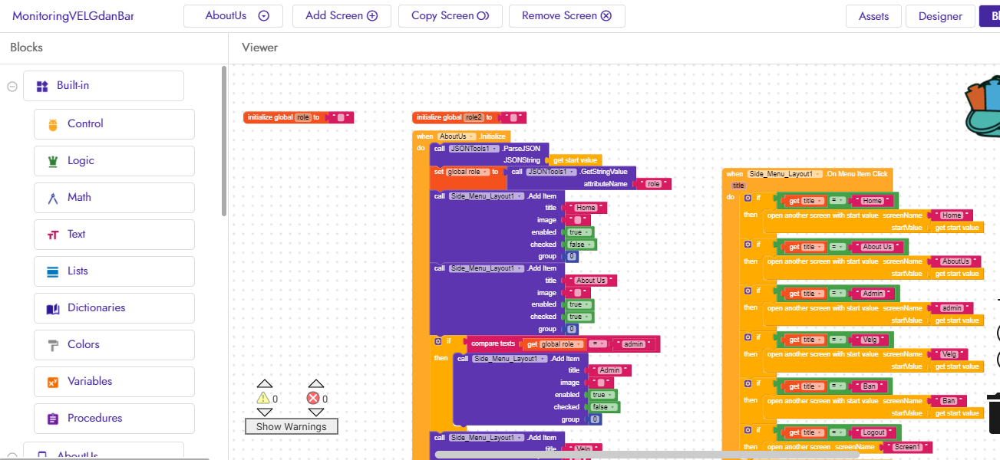 MonitoringVELGdanBan
AboutUs
Add Screen
Copy Screen
Remove Screen
Assets
Designer
Bl
Blocks
Viewer
Built-in
Control
Logic
Math
Text
Lists
Dictionaries
Colors
Variables
Procedures
AboutUs
initialize global role to " "
initialize global role2 to " "
when AboutUs .Initialize
do call JSONTools1 .ParseJSON
JSONString get start value
set global role to call JSONTools1 .GetStringValue
attributeName " role "
call Side_Menu_Layout1 .Add Item
title " Home "
image " "
enabled true
checked false
group 0
call Side_Menu_Layout1 .Add Item
title " About Us "
image " "
enabled true
checked true
group 0
if compare texts get global role = " admin "
then call Side_Menu_Layout1 .Add Item
title " Admin "
image " "
enabled true
checked false
group 0
call Side_Menu_Layout1 .Add Item
title " Velg "
when Side_Menu_Layout1 .On Menu Item Click
title
do if get title = " Home "
then open another screen with start value screenName " Home "
startValue get start value
if get title = " About Us "
then open another screen with start value screenName " AboutUs "
startValue get start value
if get title = " Admin "
then open another screen with start value screenName " admin "
startValue get start value
if get title = " Velg "
then open another screen with start value screenName " Velg "
startValue get start value
if get title = " Ban "
then open another screen with start value screenName " Ban "
startValue get start value
if get title = " Logout "
then open another screen screenName " Screen1 "
0 0
Show Warnings